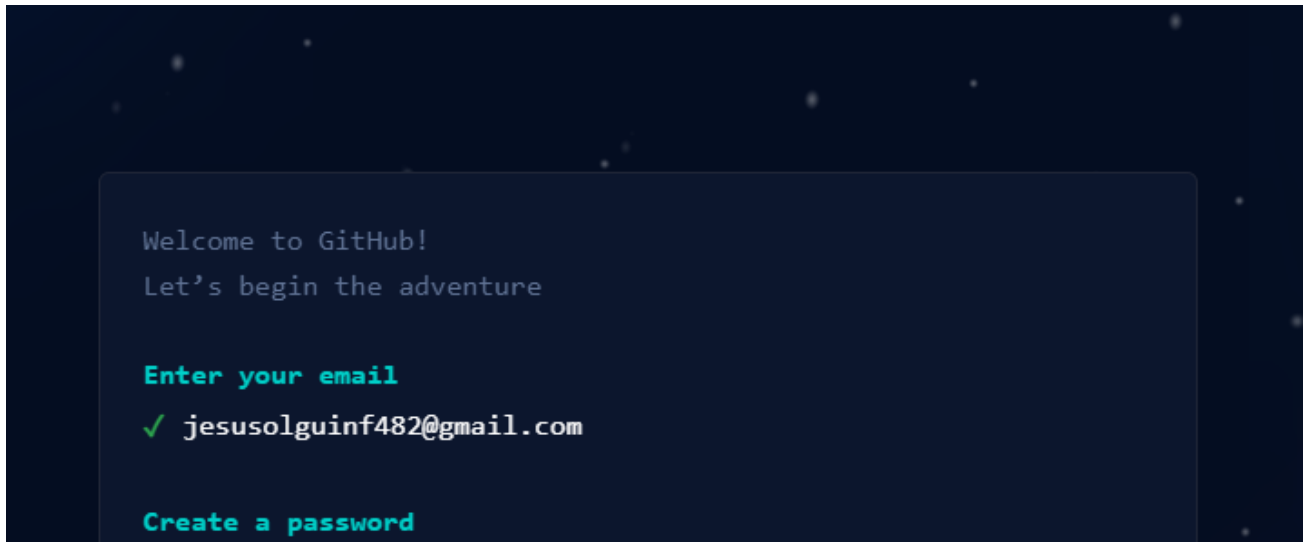 Welcome to GitHub!
Let’s begin the adventure
Enter your email
✓ jesusolguinf482@gmail.com
Create a password